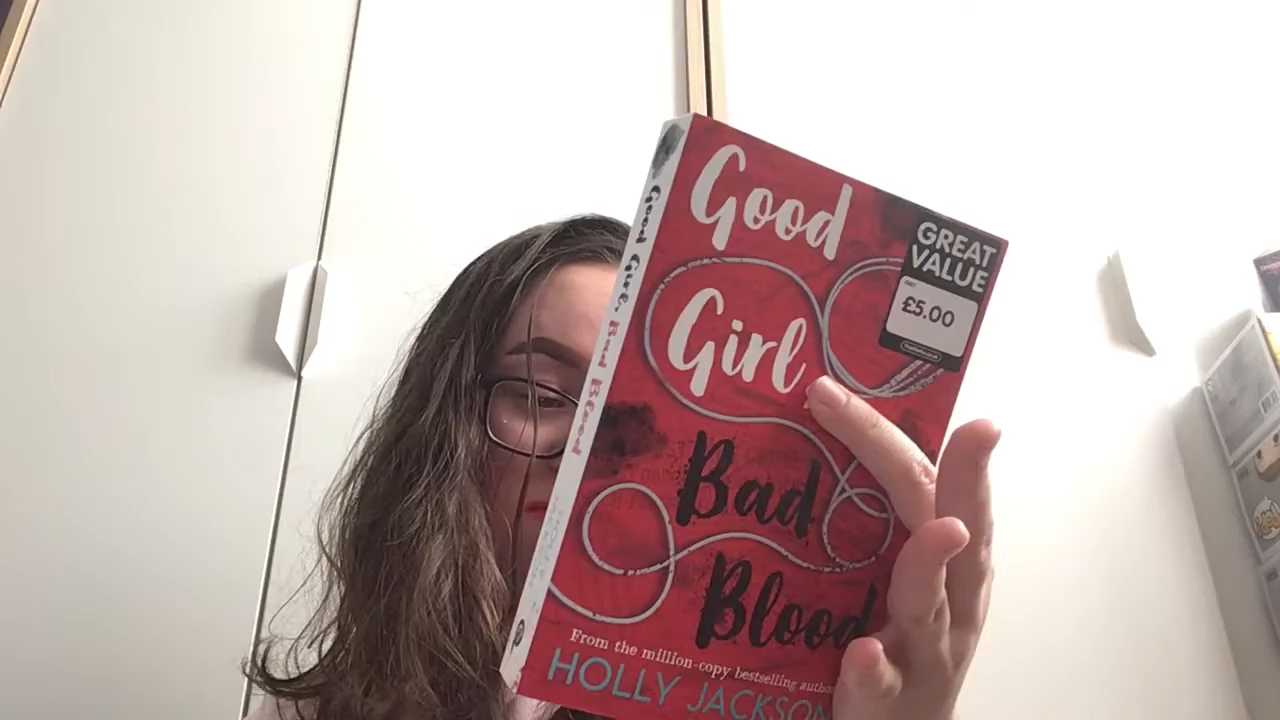 Good
Girl,
Bad
Blood
From the million-copy bestselling author
HOLLY JACKSON
GREAT
VALUE
£5.00
Good Girl, Bad Blood